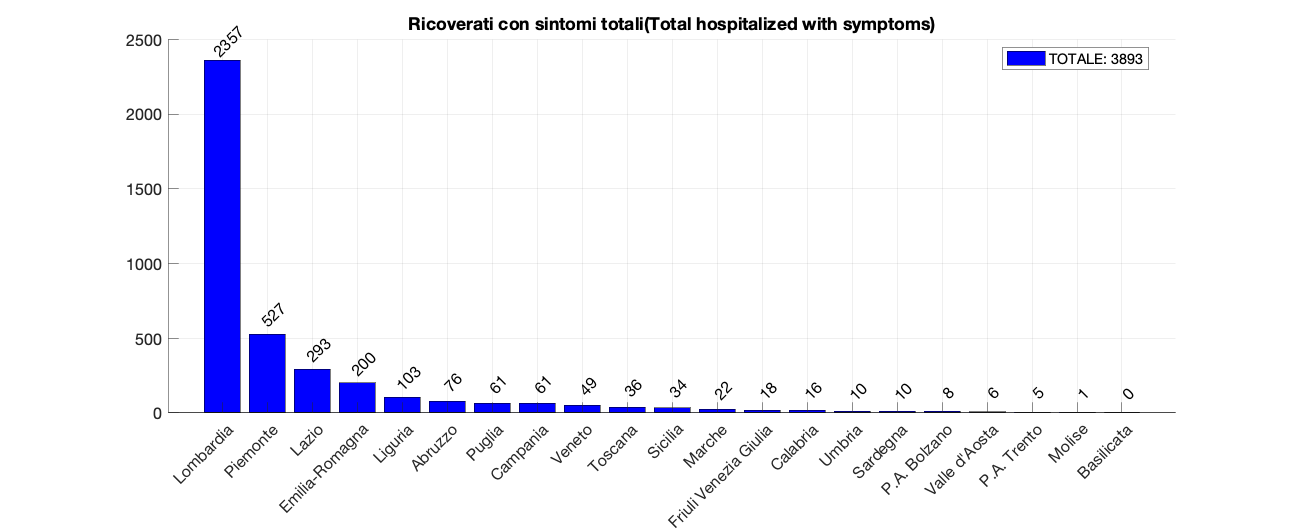 Ricoverati con sintomi totali(Total hospitalized with symptoms)
TOTALE: 3893
2500
2000
1500
1000
500
0
2357
527
293
200
103
76
61
61
49
36
34
22
18
16
10
10
8
6
5
1
0
Lombardia
Piemonte
Lazio
Emilia-Romagna
Liguria
Abruzzo
Puglia
Campania
Veneto
Toscana
Sicilia
Marche
Friuli Venezia Giulia
Calabria
Umbria
Sardegna
P.A. Bolzano
Valle d'Aosta
P.A. Trento
Molise
Basilicata